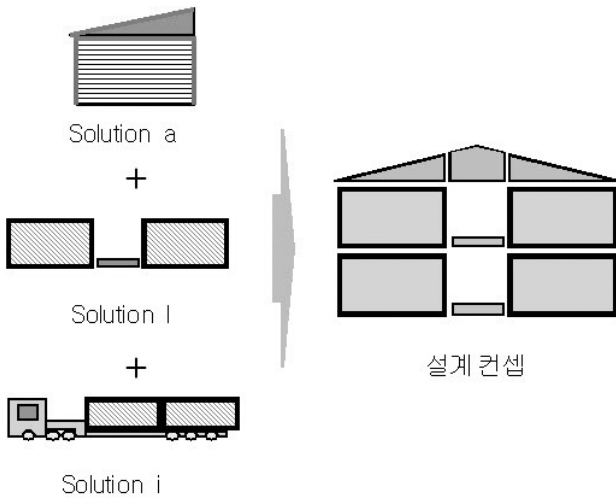 Solution a
+
Solution l
+
Solution i
설계 컨셉